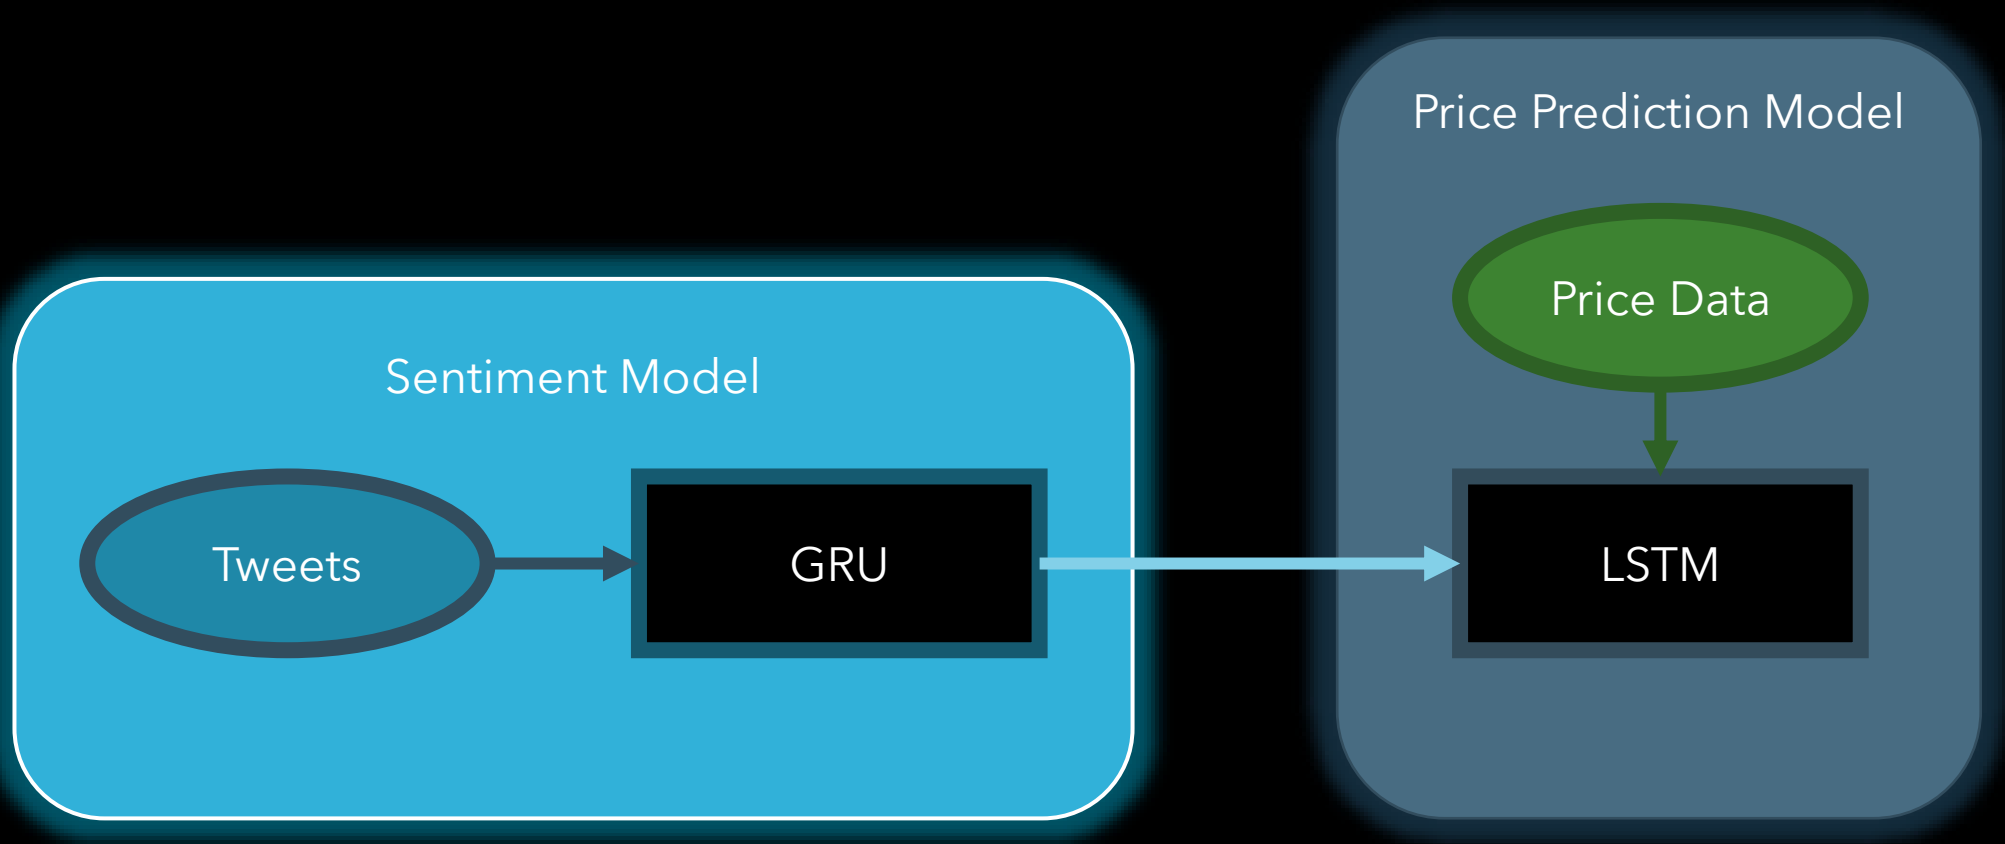 Price Prediction Model
Price Data
Sentiment Model
Tweets
GRU
LSTM